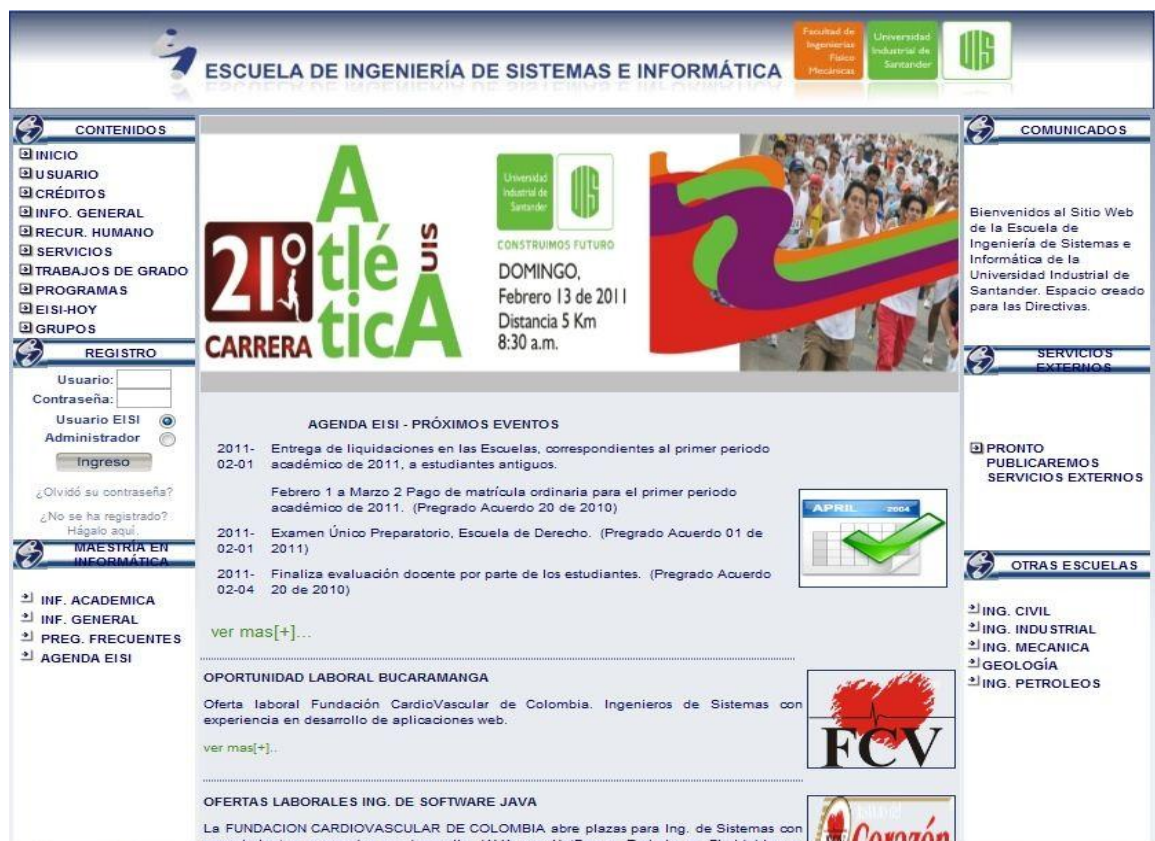 ESCUELA DE INGENIERÍA DE SISTEMAS E INFORMÁTICA
Facultad de
Ingenierías
Físico
Mecánicas
Universidad
Industrial de
Santander
UIS
CONTENIDOS
INICIO
USUARIO
CRÉDITOS
INFO. GENERAL
RECUR. HUMANO
SERVICIOS
TRABAJOS DE GRADO
PROGRAMAS
EISI-HOY
GRUPOS
REGISTRO
Usuario:
Contraseña:
Usuario EISI
Administrador
Ingreso
¿Olvidó su contraseña?
¿No se ha registrado?
Hágalo aquí.
MAESTRÍA EN
INFORMÁTICA
INF. ACADEMICA
INF. GENERAL
PREG. FRECUENTES
AGENDA EISI
21º
CARRERA
Atlética
UIS
Universidad
Industrial de
Santander
UIS
CONSTRUIMOS FUTURO
DOMINGO,
Febrero 13 de 2011
Distancia 5 Km
8:30 a.m.
AGENDA EISI - PRÓXIMOS EVENTOS
2011-02-01 Entrega de liquidaciones en las Escuelas, correspondientes al primer periodo
académico de 2011, a estudiantes antiguos.
Febrero 1 a Marzo 2 Pago de matrícula ordinaria para el primer periodo
académico de 2011. (Pregrado Acuerdo 20 de 2010)
2011-02-01 Examen Único Preparatorio, Escuela de Derecho. (Pregrado Acuerdo 01 de
2011)
2011-02-04 Finaliza evaluación docente por parte de los estudiantes. (Pregrado Acuerdo
20 de 2010)
APRIL 2004
ver mas[+]...
OPORTUNIDAD LABORAL BUCARAMANGA
Oferta laboral Fundación CardioVascular de Colombia. Ingenieros de Sistemas con
experiencia en desarrollo de aplicaciones web.
ver mas[+]..
FCV
OFERTAS LABORALES ING. DE SOFTWARE JAVA
La FUNDACION CARDIOVASCULAR DE COLOMBIA abre plazas para Ing. de Sistemas con
Corazón
COMUNICADOS
Bienvenidos al Sitio Web
de la Escuela de
Ingeniería de Sistemas e
Informática de la
Universidad Industrial de
Santander. Espacio creado
para las Directivas.
SERVICIOS
EXTERNOS
PRONTO
PUBLICAREMOS
SERVICIOS EXTERNOS
OTRAS ESCUELAS
ING. CIVIL
ING. INDUSTRIAL
ING. MECANICA
GEOLOGÍA
ING. PETROLEOS